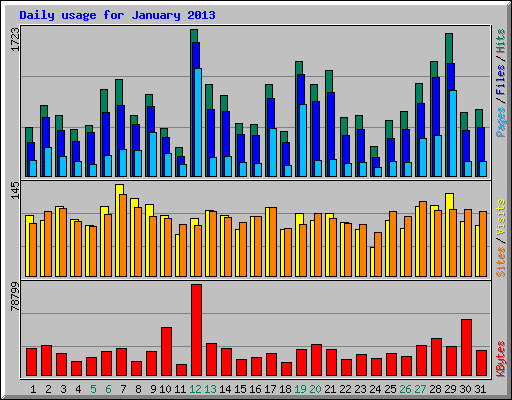 Daily usage for January 2013
1723
Pages / Files / Hits
145
Sites / Visits
78799
KBytes
1 2 3 4 5 6 7 8 9 10 11 12 13 14 15 16 17 18 19 20 21 22 23 24 25 26 27 28 29 30 31